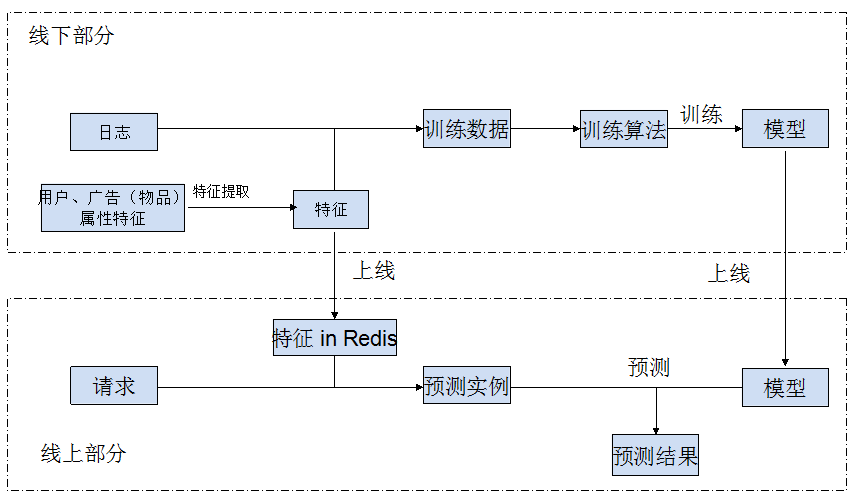 线下部分
日志
训练数据
训练算法
训练
模型
用户、广告（物品）
属性特征
特征提取
特征
上线
上线
特征 in Redis
请求
预测实例
预测
模型
线上部分
预测结果